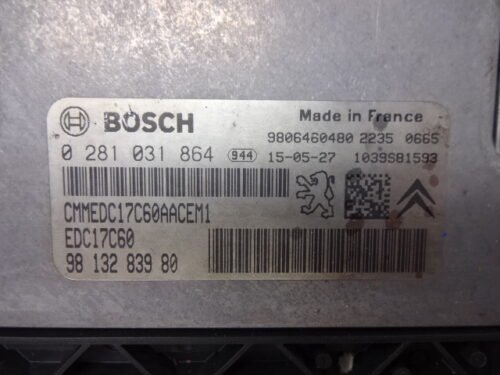 BOSCH
Made in France
9806460480 2235 0665
0 281 031 864 944 15-05-27 1039S81593
CMMEDC17C60AACEM1
EDC17C60
98 132 839 80